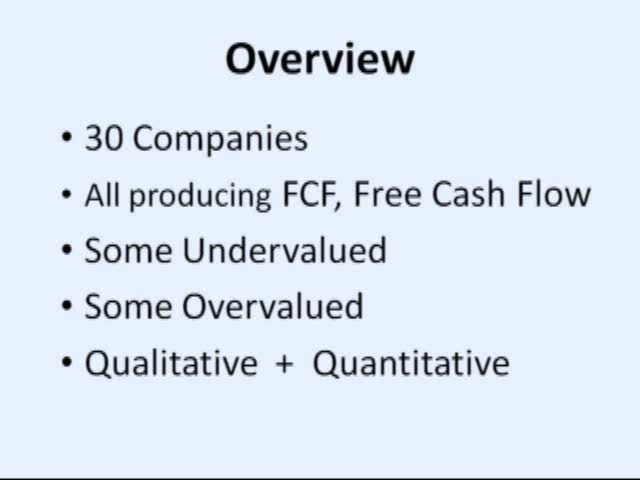 Overview
• 30 Companies
• All producing FCF, Free Cash Flow
• Some Undervalued
• Some Overvalued
• Qualitative + Quantitative